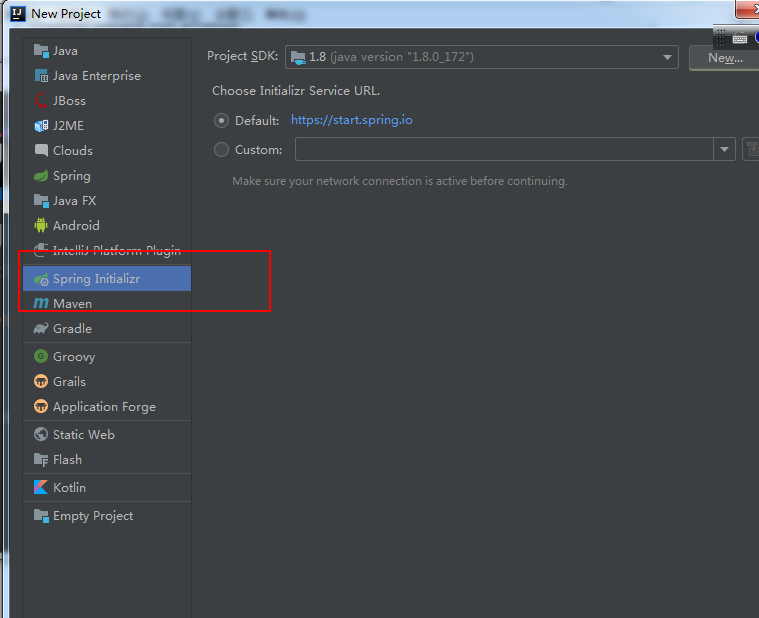 New Project
Java
Java Enterprise
JBoss
J2ME
Clouds
Spring
Java FX
Android
IntelliJ Platform Plugin
Spring Initializr
Maven
Gradle
Groovy
Grails
Application Forge
Static Web
Flash
Kotlin
Empty Project
Project SDK: 1.8 (java version "1.8.0_172") New...
Choose Initializr Service URL.
Default: https://start.spring.io
Custom:
Make sure your network connection is active before continuing.